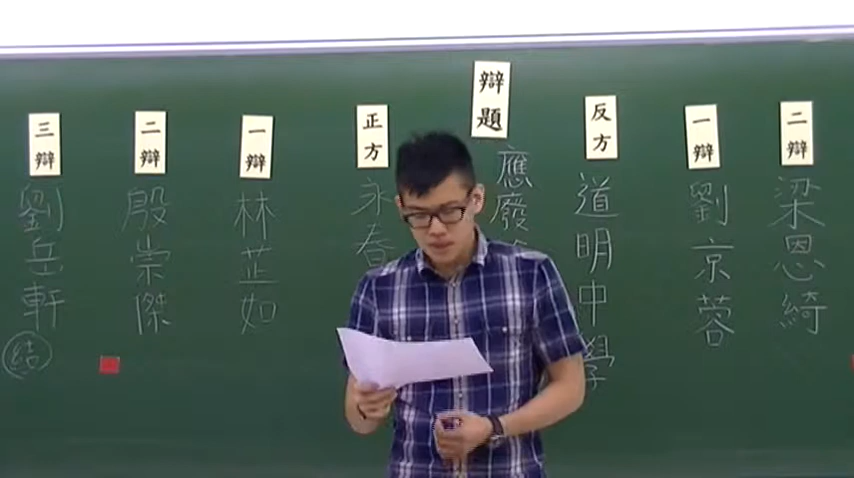 三辯
劉岳軒
結
二辯
殷崇傑
一辯
林芷如
正方
永春
辯題
應廢
反方
道明中學
一辯
劉京蓉
二辯
梁恩綺